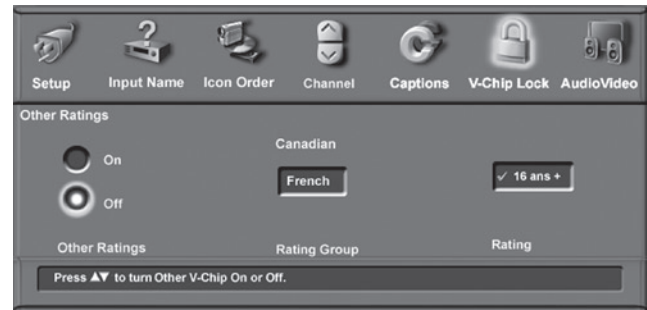 Setup Input Name Icon Order Channel Captions V-Chip Lock AudioVideo
Other Ratings
On
Off
Other Ratings
Canadian
French
Rating Group
✓ 16 ans +
Rating
Press ▲▼ to turn Other V-Chip On or Off.